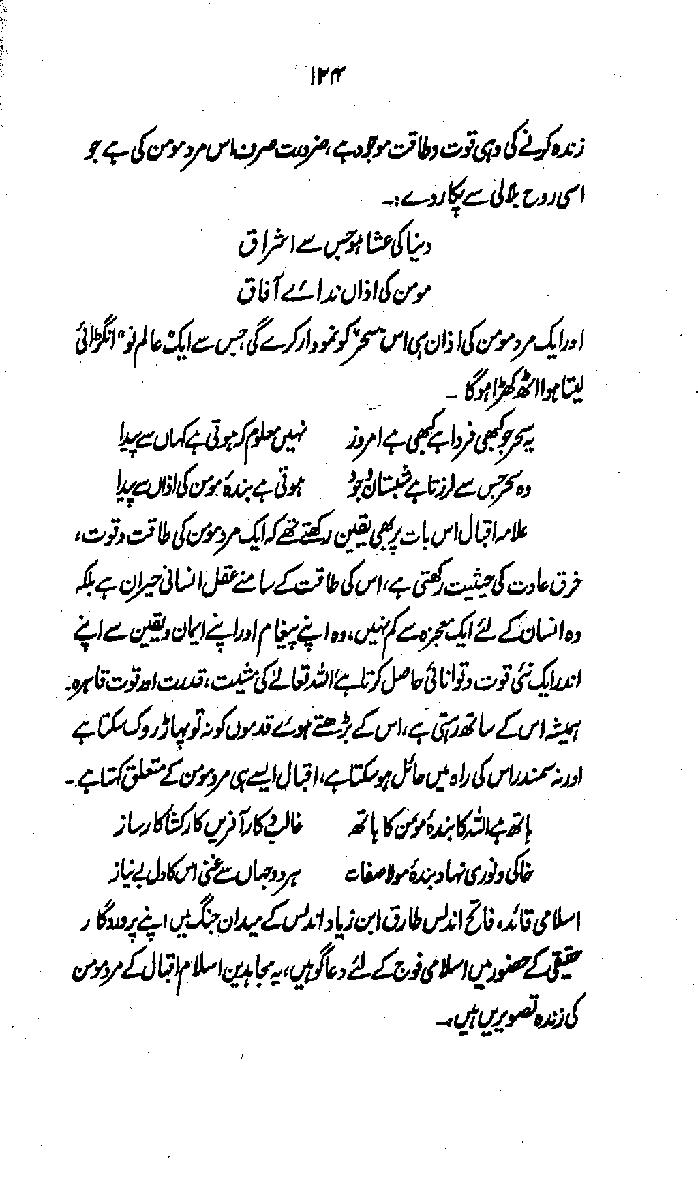 ۱۲۴
زندہ کرنے کی وہی قوت و طاقت موجود ہے، ضرورت صرف اس مرد مومن کی ہے جو
اسی روح بلالی سے پکار دے :۔
دنیا کی عشا ہو جس سے اشراق
مومن کی اذاں ندائے آفاق
اور ایک مرد مومن کی اذان ہی اس "سحر" کو نمودار کرے گی، جس سے ایک "عالم نو" انگڑائی
لیتا ہوا اٹھ کھڑا ہوگا ۔
یہ سحر جو کبھی فردا ہے کبھی ہے امروز نہیں معلوم کہ ہوتی ہے کہاں سے پیدا
وہ سحر جس سے لرزتا ہے شبستان وجود ہوتی ہے بندۂ مومن کی اذاں سے پیدا
علامہ اقبال اس بات پر بھی یقین رکھتے تھے کہ ایک مرد مومن کی طاقت و قوت،
خرق عادت کی حیثیت رکھتی ہے، اس کی طاقت کے سامنے عقل انسانی حیران ہے بلکہ
وہ انسان کے لئے ایک معجزہ سے کم نہیں، وہ اپنے پیغام اور اپنے ایمان و یقین سے اپنے
اندر ایک نئی قوت و توانائی حاصل کرتا ہے، اللہ تعالےٰ کی مشیت، قدرت اور قوت قاہرہ
ہمیشہ اس کے ساتھ رہتی ہے، اس کے بڑھتے ہوئے قدموں کو نہ تو پہاڑ روک سکتا ہے
اور نہ سمندر اس کی راہ میں حائل ہو سکتا ہے، اقبال ایسے ہی مرد مومن کے متعلق کہتا ہے ۔
ہاتھ ہے اللہ کا بندۂ مومن کا ہاتھ غالب و کار آفریں کار کشا کار ساز
خاکی و نوری نہاد بندۂ مولا صفات ہر دو جہاں سے غنی اس کا دل بے نیاز
اسلامی قائد، فاتح اندلس طارق ابن زیاد اندلس کے میدان جنگ میں اپنے پروردگار
حقیقی کے حضور میں اسلامی فوج کے لئے دعا گو ہیں، یہ مجاہدین اسلام اقبال کے مرد مومن
کی زندہ تصویریں ہیں :۔